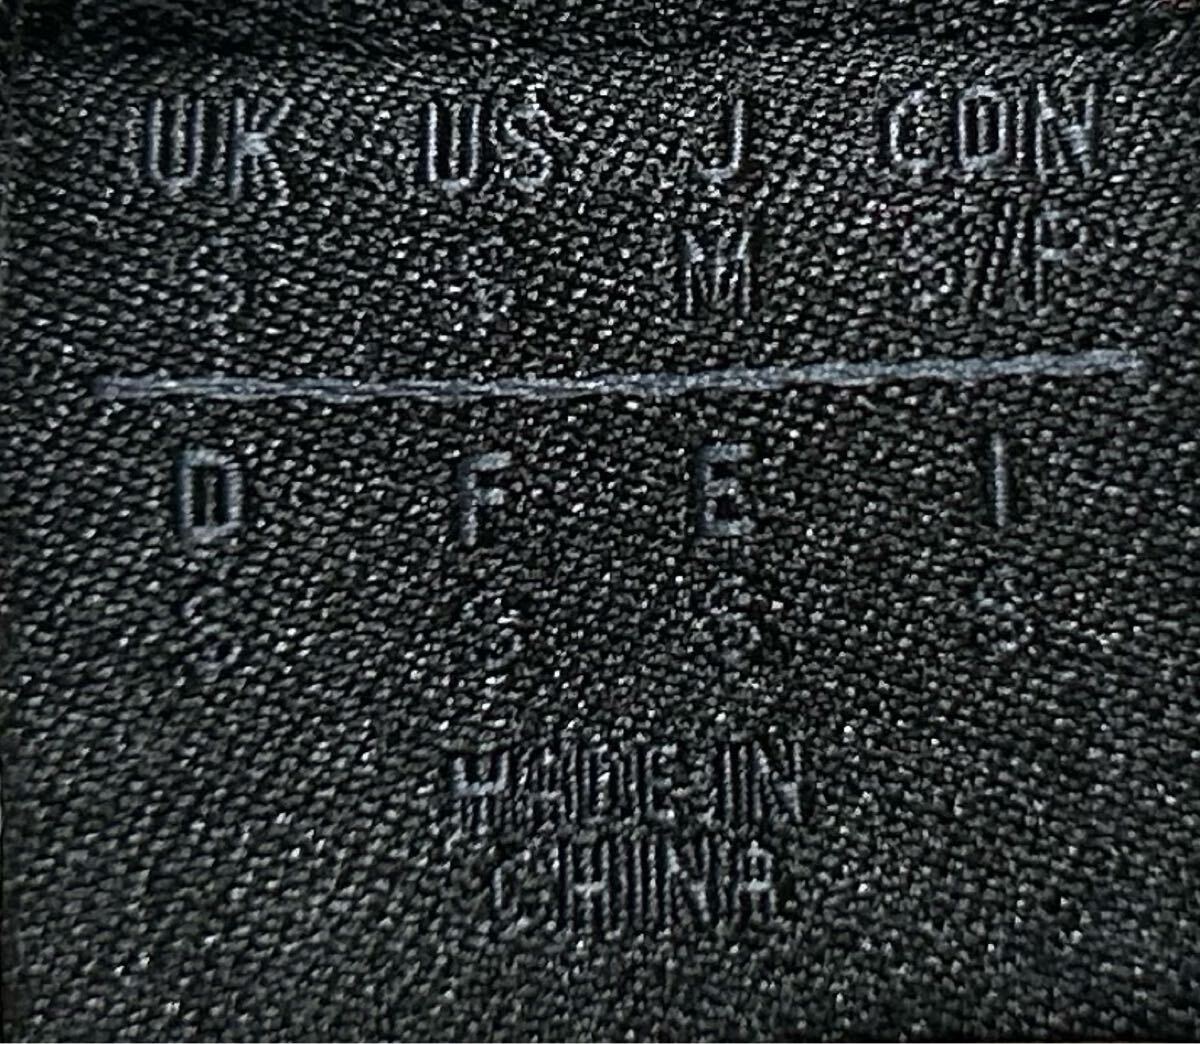 UK US J CDN
S S M S/P
D F E I
S S S S
MADE IN
CHINA